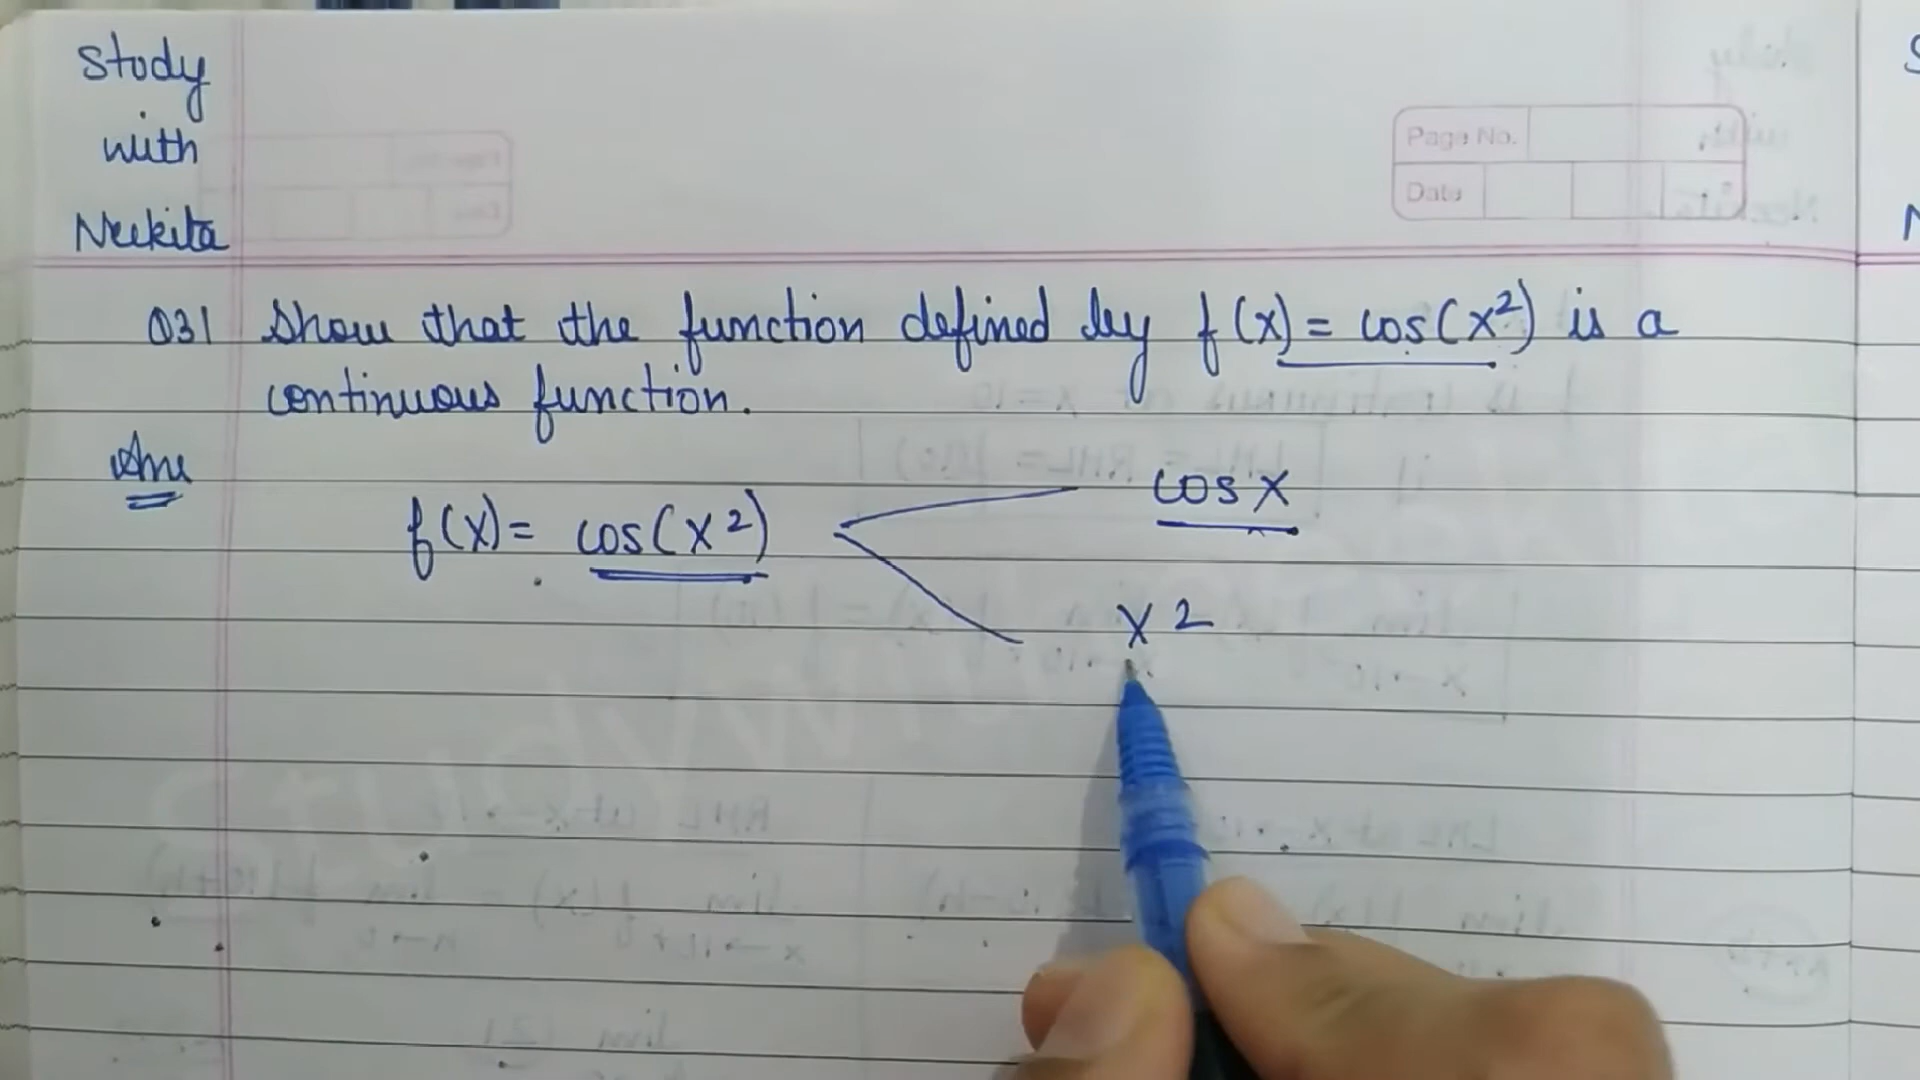 Study
with
Neekita
Page No.
Date
Q31 Show that the function defined by f(x) = cos(x²) is a
continuous function.
Ans
f(x) = cos(x²)
cos x
x²